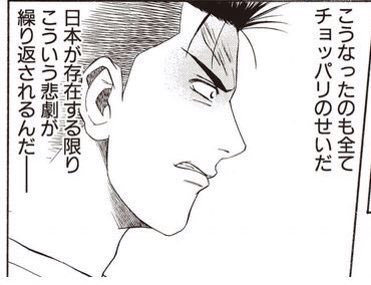 こうなったのも全て
チョッパリのせいだ
日本が存在する限り
こういう悲劇が
繰り返されるんだ――